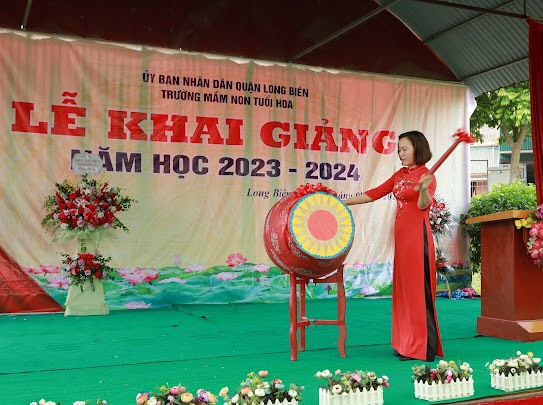 ỦY BAN NHÂN DÂN QUẬN LONG BIÊN
TRƯỜNG MẦM NON TUỔI HOA
LỄ KHAI GIẢNG
NĂM HỌC 2023 - 2024
Long Biên